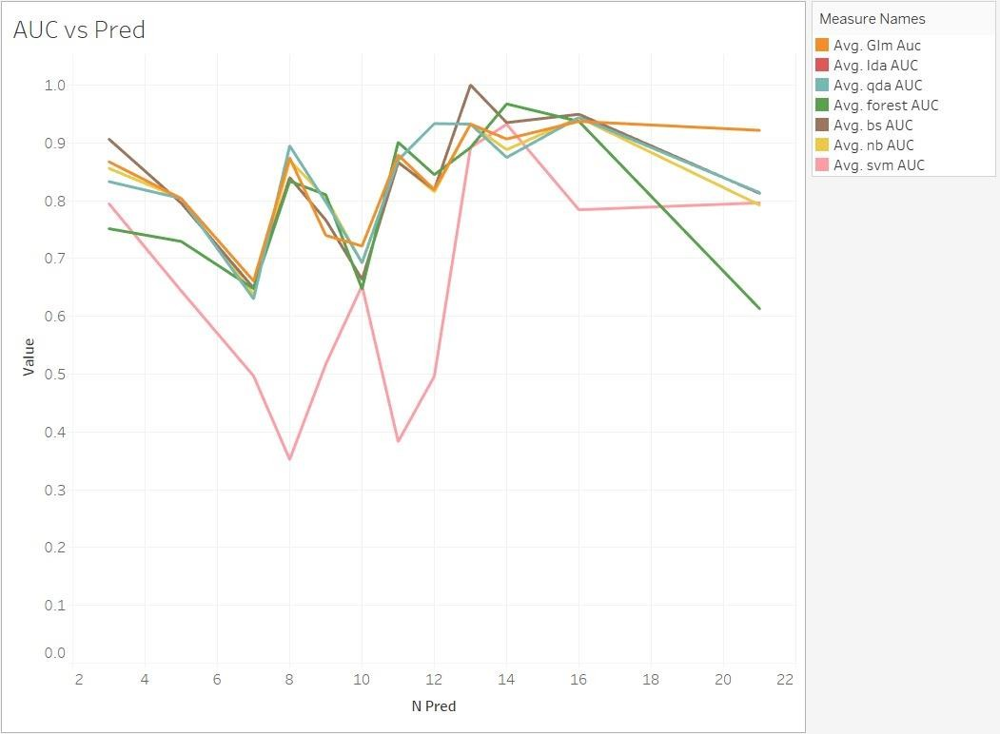 AUC vs Pred
Measure Names
Avg. Glm Auc
Avg. lda AUC
Avg. qda AUC
Avg. forest AUC
Avg. bs AUC
Avg. nb AUC
Avg. svm AUC
1.0
0.9
0.8
0.7
0.6
0.5
0.4
0.3
0.2
0.1
0.0
Value
2 4 6 8 10 12 14 16 18 20 22
N Pred